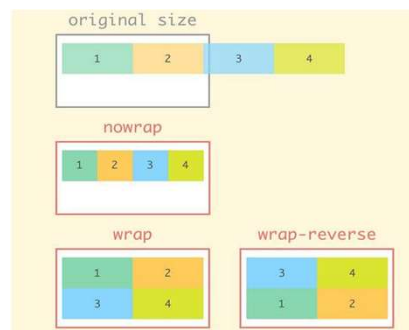 original size
1 2 3 4
nowrap
1 2 3 4
wrap
1 2
3 4
wrap-reverse
3 4
1 2